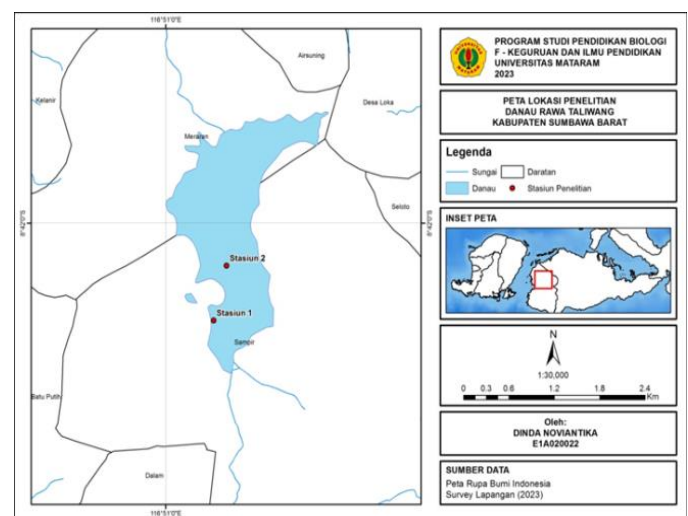 116°51'0"E
Airsuning
Kelanir
Desa Loka
Meraran
Seloto
8°42'0"S
8°42'0"S
Stasiun 2
Stasiun 1
Sampir
Batu Putih
Dalam
116°51'0"E
PROGRAM STUDI PENDIDIKAN BIOLOGI
F - KEGURUAN DAN ILMU PENDIDIKAN
UNIVERSITAS MATARAM
2023
PETA LOKASI PENELITIAN
DANAU RAWA TALIWANG
KABUPATEN SUMBAWA BARAT
Legenda
Sungai Daratan
Danau Stasiun Penelitian
INSET PETA
N
1:30,000
0 0.3 0.6 1.2 1.8 2.4
Km
Oleh:
DINDA NOVIANTIKA
E1A020022
SUMBER DATA
Peta Rupa Bumi Indonesia
Survey Lapangan (2023)